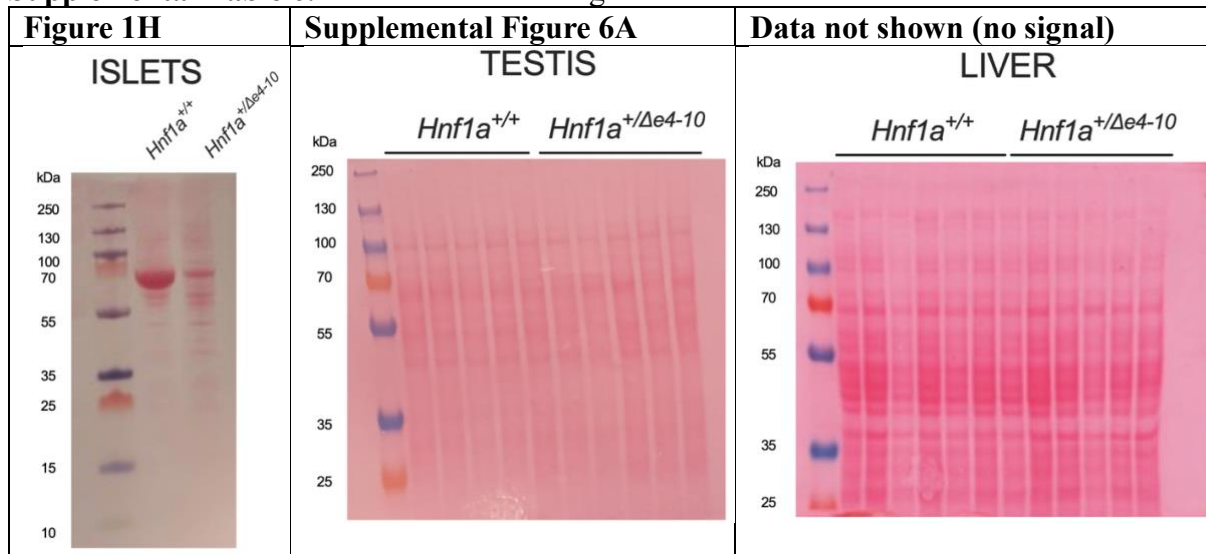 Figure 1H
Supplemental Figure 6A
Data not shown (no signal)
ISLETS
Hnf1a+/+
Hnf1a+/Δe4-10
kDa
250
130
100
70
55
35
25
15
10
TESTIS
Hnf1a+/+ Hnf1a+/Δe4-10
kDa
250
130
100
70
55
35
25
LIVER
Hnf1a+/+ Hnf1a+/Δe4-10
kDa
250
130
100
70
55
35
25